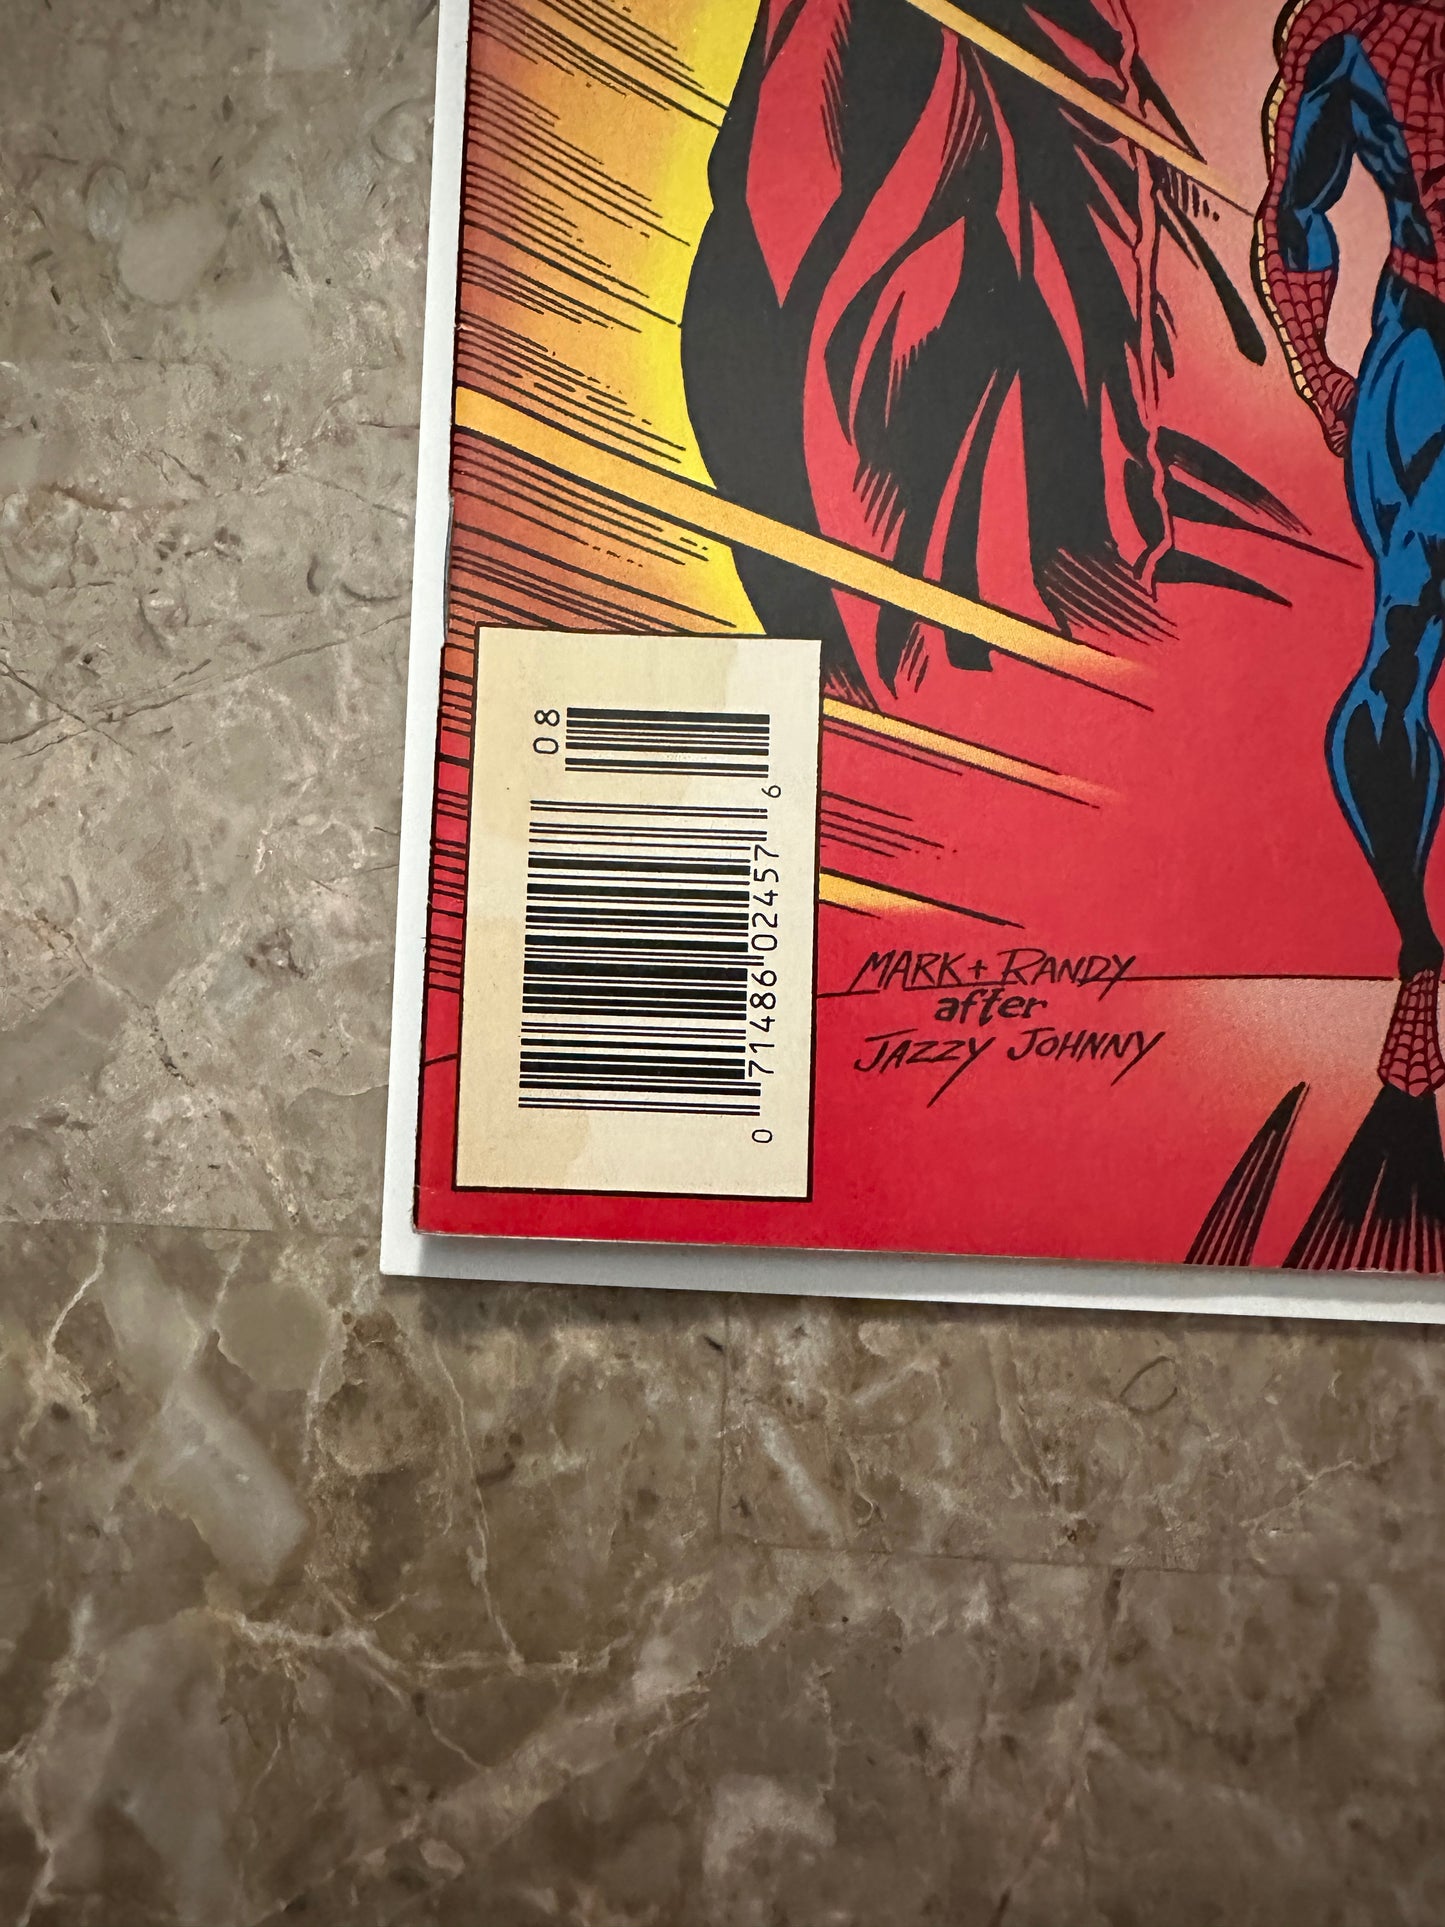 08
0 71486 02457 6
MARK + RANDY
after
JAZZY JOHNNY